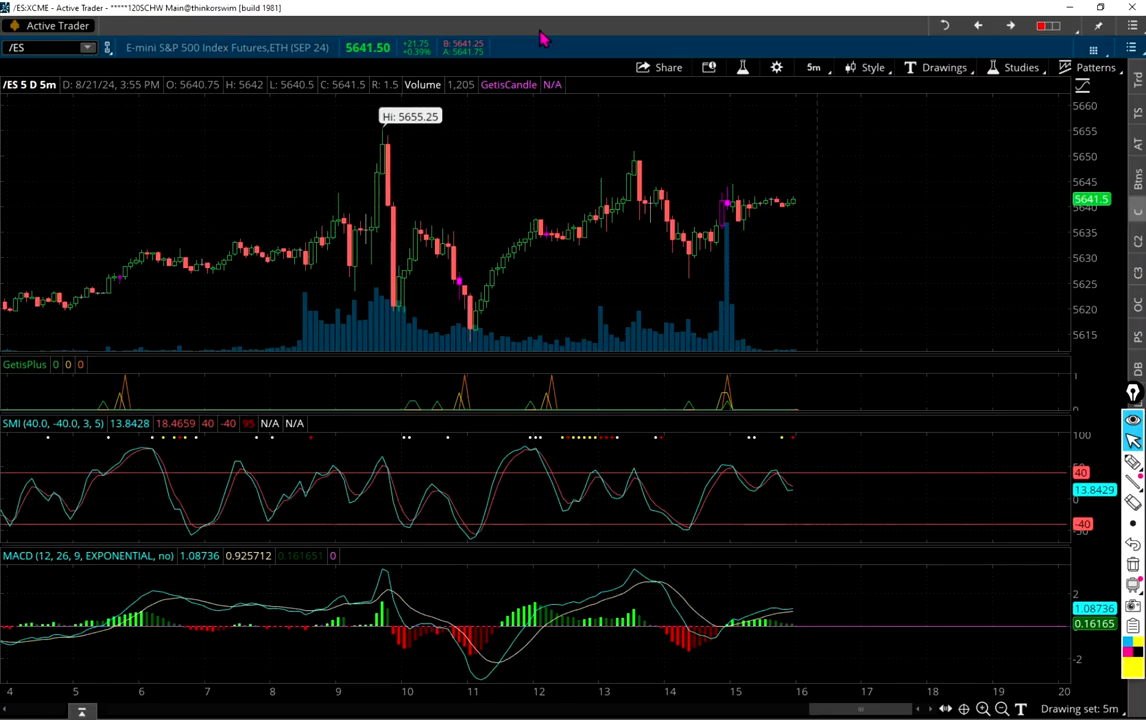 /ES:XCME - ActiveTrader - *****120SCHW Main@thinkorswim [build 1981]
Active Trader
/ES E-mini S&P 500 Index Futures,ETH (SEP 24) 5641.50 +21.75 +0.39% B: 5641.25 A: 5641.75
Share 5m Style Drawings Studies Patterns
/ES 5 D 5m D: 8/21/24, 3:55 PM O: 5640.75 H: 5642 L: 5640.5 C: 5641.5 R: 1.5 Volume 1,205 GetisCandle N/A
Hi: 5655.25
5660
5655
5650
5645
5641.5
5640
5635
5630
5625
5620
5615
GetisPlus 0 0 0
1
0
SMI (40.0, -40.0, 3, 5) 13.8428 18.4659 40 -40 95 N/A N/A
100
40
13.8429
0
-40
MACD (12, 26, 9, EXPONENTIAL, no) 1.08736 0.925712 0.161651 0
2
1.08736
0.16165
-2
4 5 6 7 8 9 10 11 12 13 14 15 16 17 18 19 20
Drawing set: 5m
Trd
TS
AT
Btns
C
C2
C3
OC
PS
DB